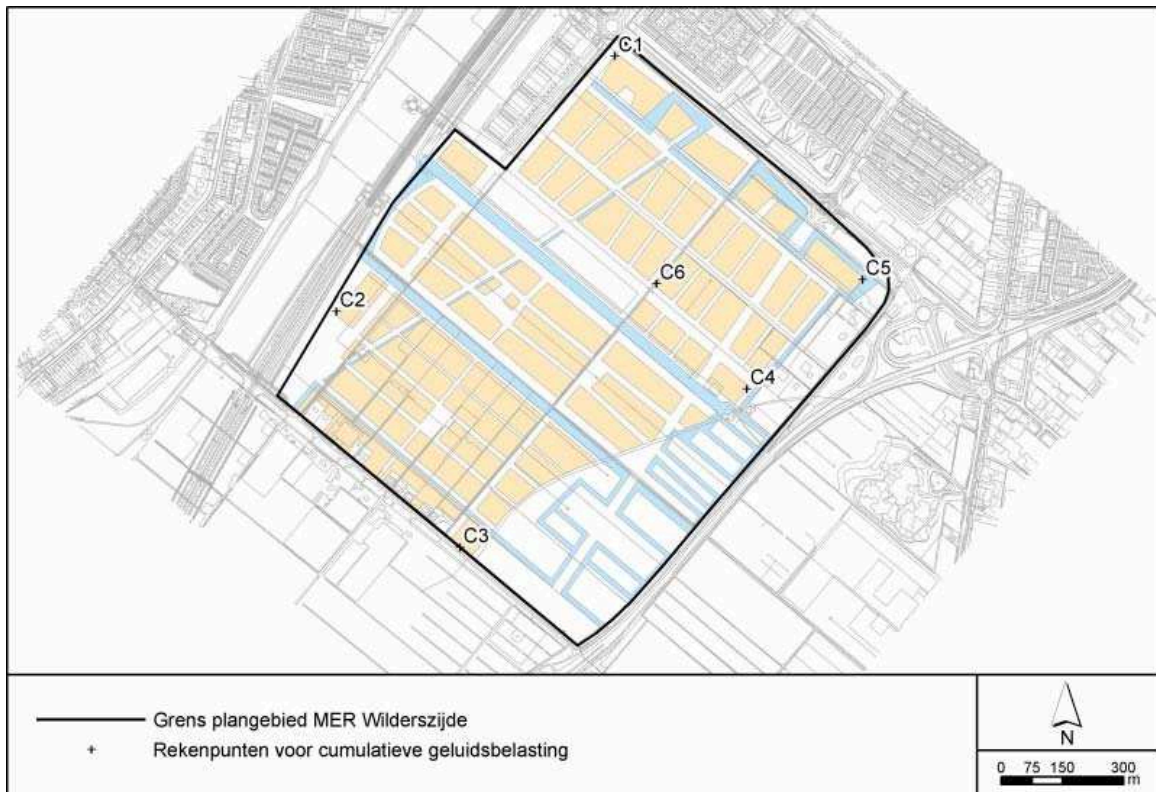 C1
C5
C6
C2
C4
C3
Grens plangebied MER Wilderszijde
Rekenpunten voor cumulatieve geluidsbelasting
N
0 75 150 300
m